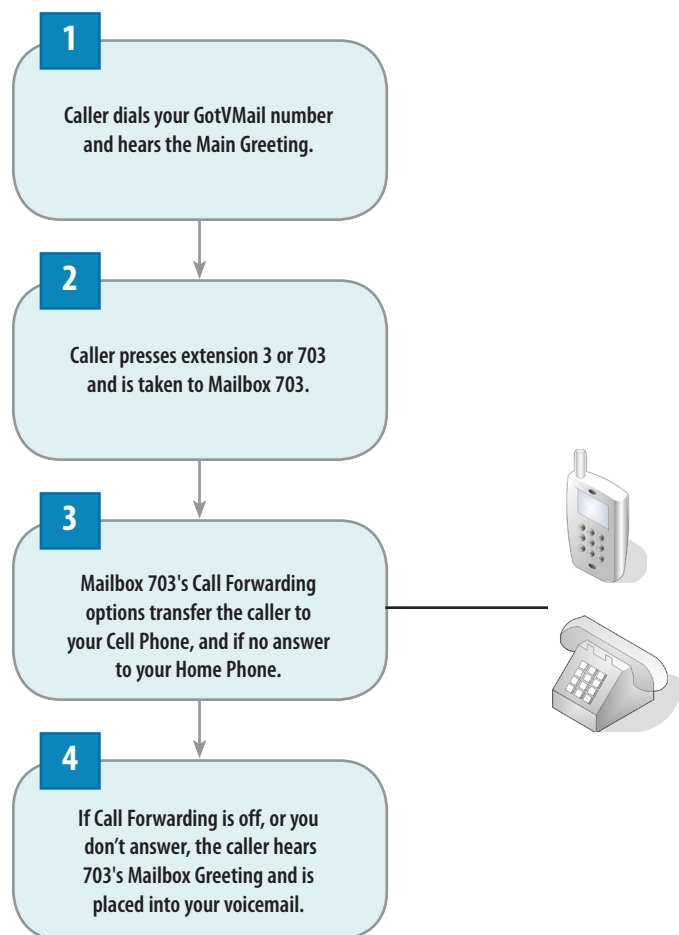 1
Caller dials your GotVMail number
and hears the Main Greeting.
2
Caller presses extension 3 or 703
and is taken to Mailbox 703.
3
Mailbox 703's Call Forwarding
options transfer the caller to
your Cell Phone, and if no answer
to your Home Phone.
4
If Call Forwarding is off, or you
don’t answer, the caller hears
703's Mailbox Greeting and is
placed into your voicemail.